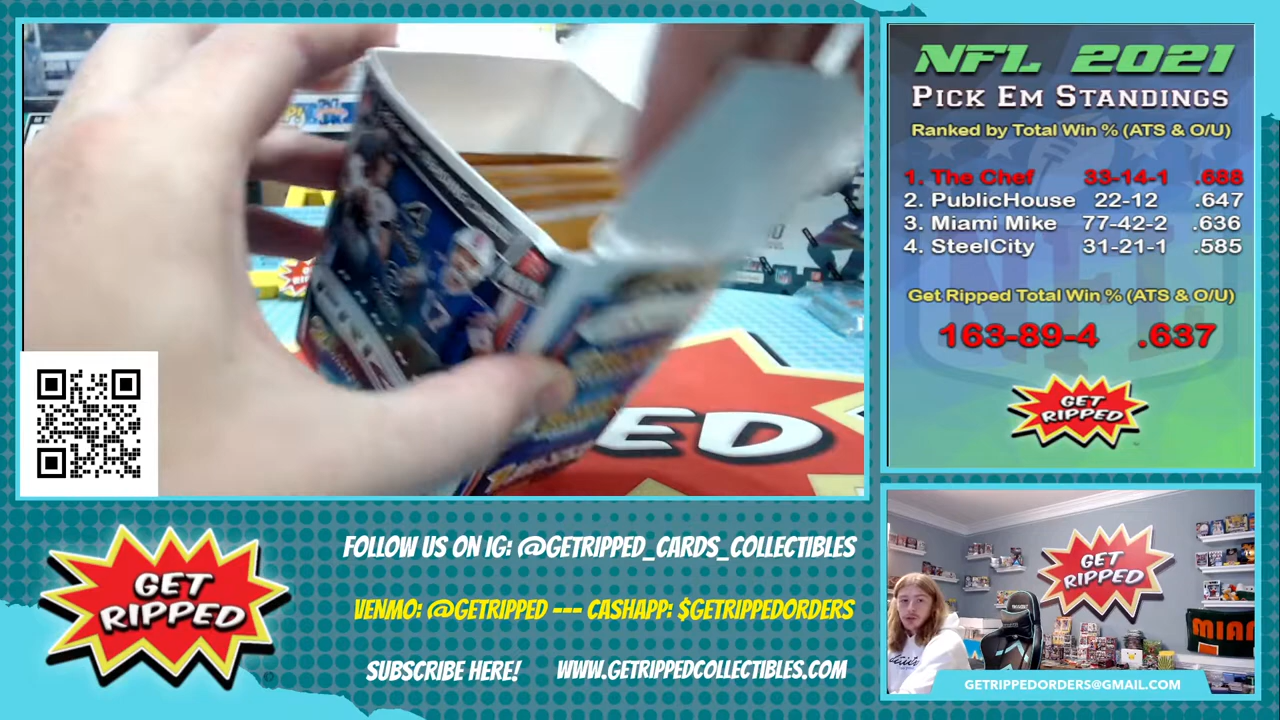 ED
NFL 2021
PICK EM STANDINGS
Ranked by Total Win % (ATS & O/U)
1. The Chef 33-14-1 .688
2. PublicHouse 22-12 .647
3. Miami Mike 77-42-2 .636
4. SteelCity 31-21-1 .585
Get Ripped Total Win % (ATS & O/U)
163-89-4 .637
GET
RIPPED
GET
RIPPED
FOLLOW US ON IG: @GETRIPPED_CARDS_COLLECTIBLES
VENMO: @GETRIPPED --- CASHAPP: $GETRIPPEDORDERS
SUBSCRIBE HERE! WWW.GETRIPPEDCOLLECTIBLES.COM
GET
RIPPED
MIAM
GETRIPPEDORDERS@GMAIL.COM